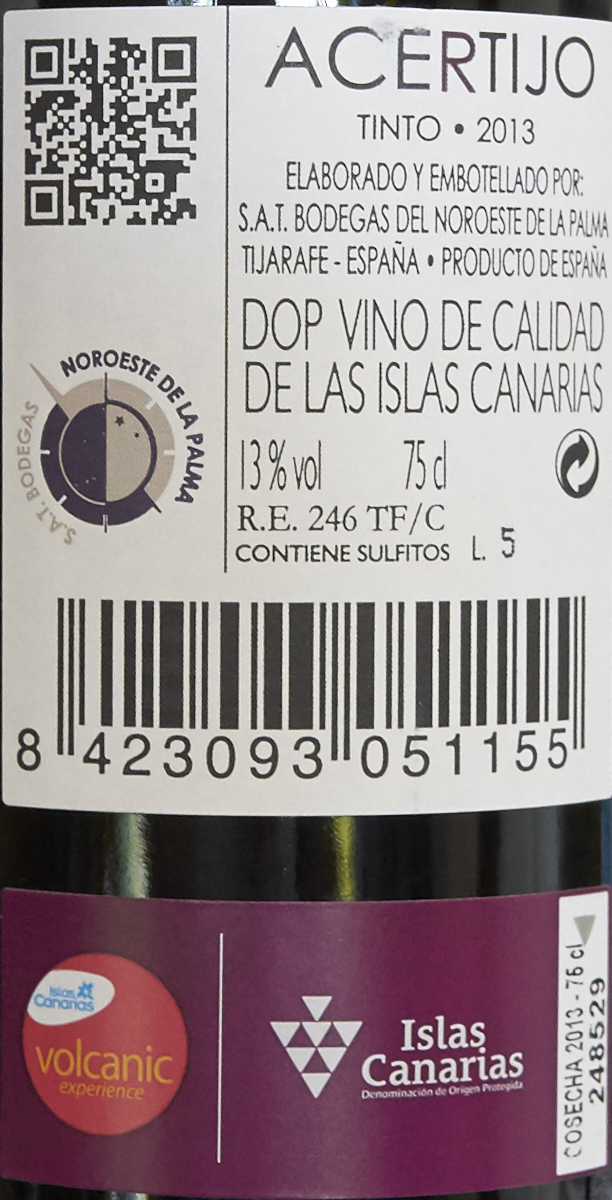 ACERTIJO
TINTO • 2013
ELABORADO Y EMBOTELLADO POR:
S.A.T. BODEGAS DEL NOROESTE DE LA PALMA
TIJARAFE - ESPAÑA • PRODUCTO DE ESPAÑA
DOP VINO DE CALIDAD
DE LAS ISLAS CANARIAS
13 % vol 75 cl
R.E. 246 TF/C
CONTIENE SULFITOS L. 5
S.A.T. BODEGAS NOROESTE DE LA PALMA
8 423093 051155
Islas Canarias
volcanic
experience
Islas
Canarias
Denominación de Origen Protegida
COSECHA 2013 - 75 cl
248529